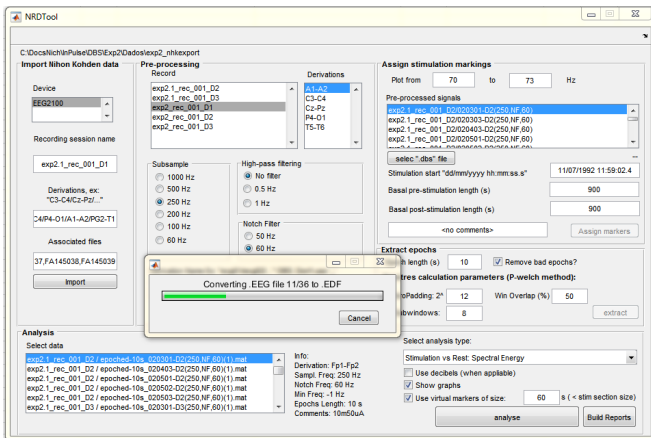 NRDTool
C:\DocsNich\InPulse\DBS\Exp2\Dados\exp2_nhkexport
Import Nihon Kohden data
Device
EEG2100
Recording session name
exp2.1_rec_001_D1
Derivations, ex:
"C3-C4/Cz-Pz/..."
C4/P4-O1/A1-A2/PG2-T1
Associated files
37,FA145038,FA145039
Import
Pre-processing
Record
exp2.1_rec_001_D2
exp2.1_rec_001_D3
exp2_rec_001_D1
exp2_rec_001_D2
exp2_rec_001_D3
Derivations
A1-A2
C3-C4
Cz-Pz
P4-O1
T5-T6
Subsample
1000 Hz
500 Hz
250 Hz
200 Hz
100 Hz
60 Hz
High-pass filtering
No filter
0.5 Hz
1 Hz
Notch Filter
50 Hz
60 Hz
Assign stimulation markings
Plot from 70 to 73 Hz
Pre-processed signals
exp2.1_rec_001_D2/020301-D2(250,NF,60)
exp2.1_rec_001_D2/020303-D2(250,NF,60)
exp2.1_rec_001_D2/020403-D2(250,NF,60)
exp2.1_rec_001_D2/020501-D2(250,NF,60)
selec ".dbs" file
--
Stimulation start "dd/mm/yyyy hh:mm:ss.s" 11/07/1992 11:59:02.4
Basal pre-stimulation length (s) 900
Basal post-stimulation length (s) 900
<no comments> Assign markers
Extract epochs
length (s) 10 Remove bad epochs?
calculation parameters (P-welch method):
Padding: 2^ 12 Win Overlap (%) 50
windows: 8 extract
Converting .EEG file 11/36 to .EDF
Cancel
Analysis
Select data
exp2.1_rec_001_D2 / epoched-10s_020301-D2(250,NF,60)(1).mat
exp2.1_rec_001_D2 / epoched-10s_020403-D2(250,NF,60)(1).mat
exp2.1_rec_001_D2 / epoched-10s_020501-D2(250,NF,60)(1).mat
exp2.1_rec_001_D2 / epoched-10s_020502-D2(250,NF,60)(1).mat
exp2.1_rec_001_D2 / epoched-10s_020503-D2(250,NF,60)(1).mat
exp2.1_rec_001_D3 / epoched-10s_020301-D3(250,NF,60)(1).mat
Info:
Derivation: Fp1-Fp2
Sampl. Freq: 250 Hz
Notch Freq: 60 Hz
Min Freq: -1 Hz
Epochs Length: 10 s
Comments: 10m50uA
Select analysis type:
Stimulation vs Rest: Spectral Energy
Use decibels (when appliable)
Show graphs
Use virtual markers of size: 60 s ( < stim section size)
analyse
Build Reports